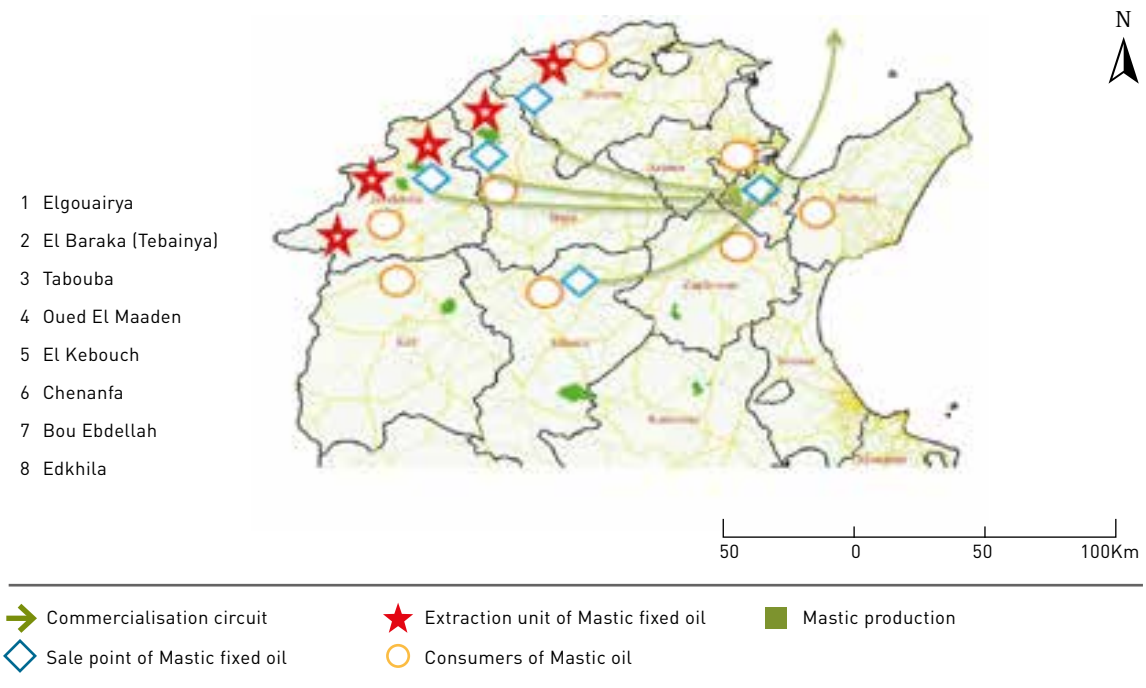 N
1 Elgouairya
2 El Baraka (Tebainya)
3 Tabouba
4 Oued El Maaden
5 El Kebouch
6 Chenanfa
7 Bou Ebdellah
8 Edkhila
50 0 50 100Km
Commercialisation circuit
Extraction unit of Mastic fixed oil
Mastic production
Sale point of Mastic fixed oil
Consumers of Mastic oil